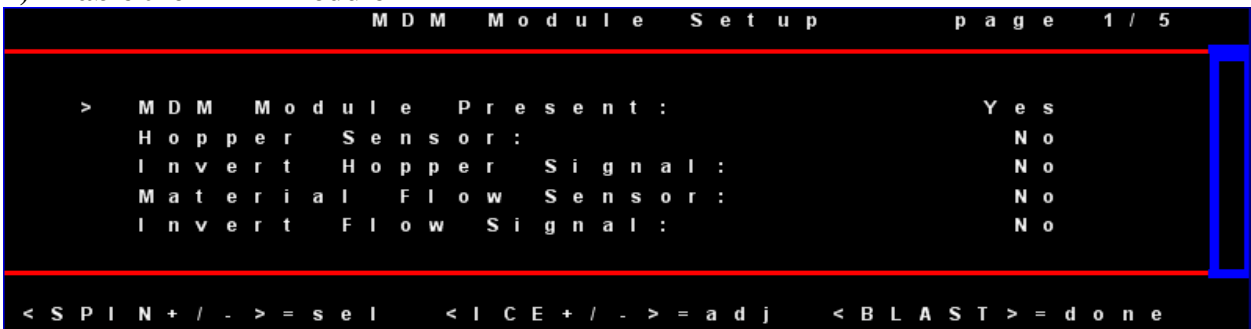 MDM Module Setup page 1/5
> MDM Module Present: Yes
Hopper Sensor: No
Invert Hopper Signal: No
Material Flow Sensor: No
Invert Flow Signal: No
<SPIN+/->=sel <ICE+/->=adj <BLAST>=done